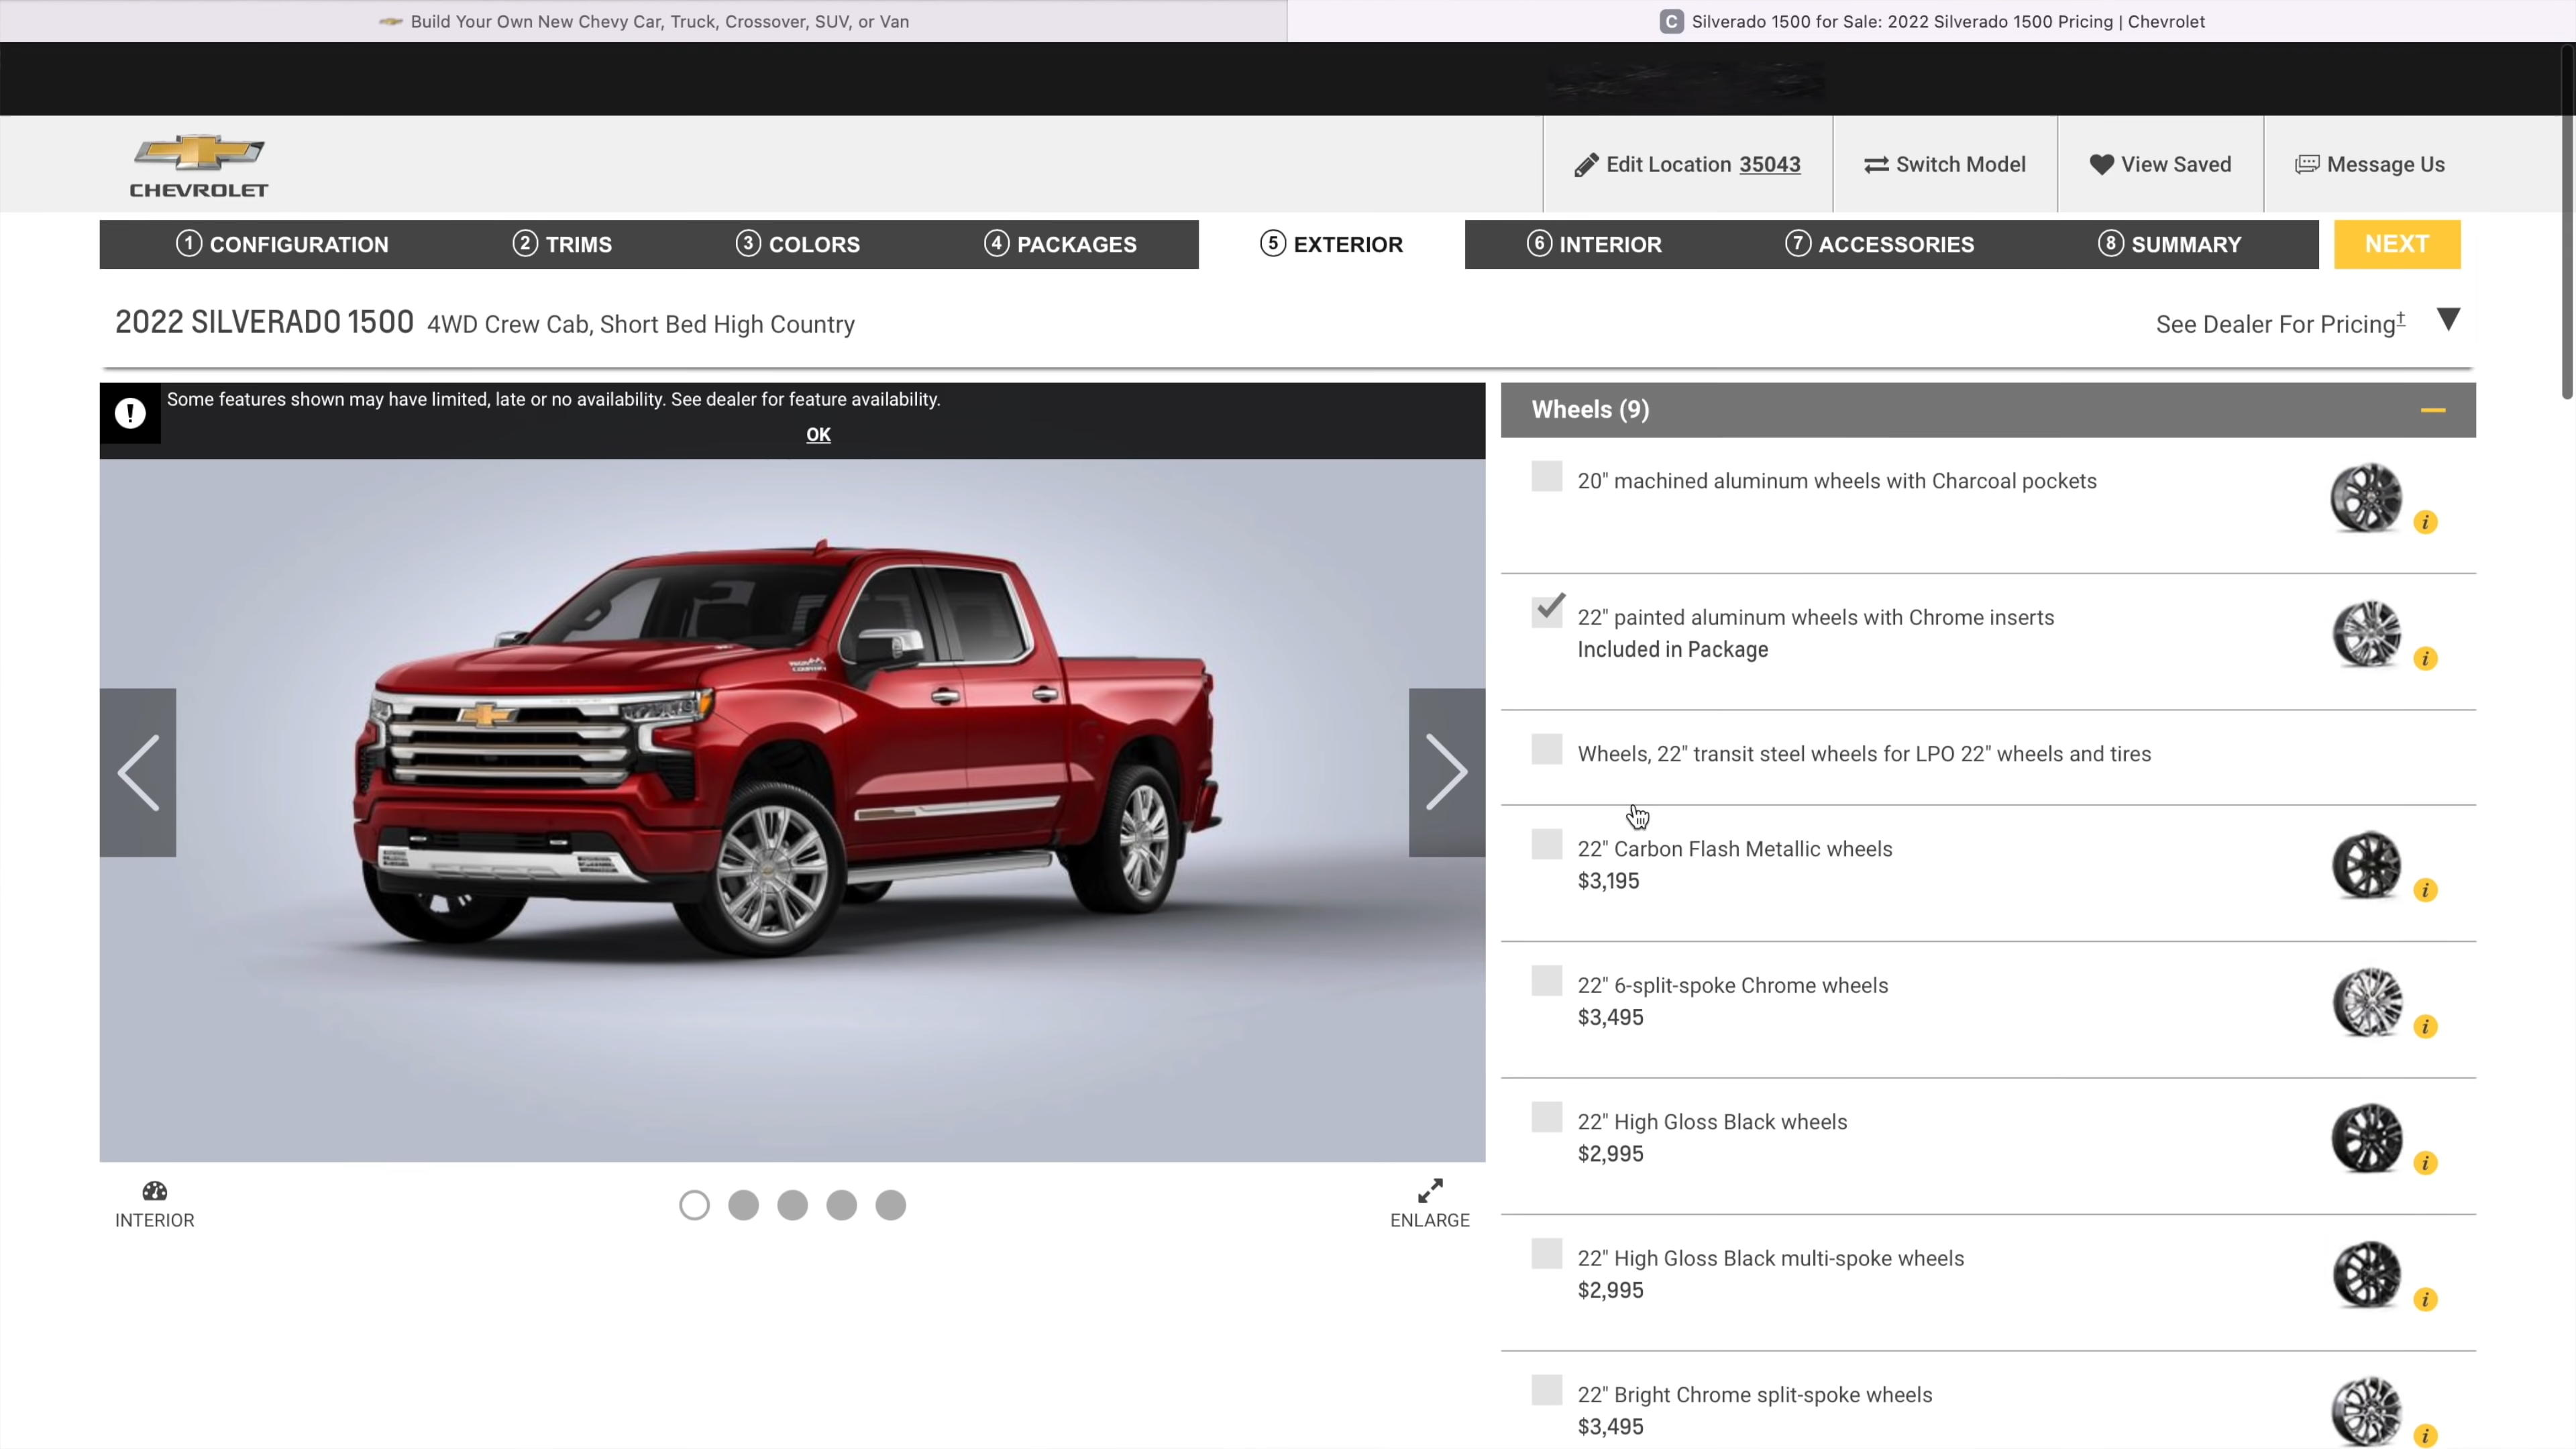 Build Your Own New Chevy Car, Truck, Crossover, SUV, or Van
C Silverado 1500 for Sale: 2022 Silverado 1500 Pricing | Chevrolet
CHEVROLET
Edit Location 35043
Switch Model
View Saved
Message Us
1 CONFIGURATION
2 TRIMS
3 COLORS
4 PACKAGES
5 EXTERIOR
6 INTERIOR
7 ACCESSORIES
8 SUMMARY
NEXT
2022 SILVERADO 1500 4WD Crew Cab, Short Bed High Country
See Dealer For Pricing†
Some features shown may have limited, late or no availability. See dealer for feature availability.
OK
INTERIOR
ENLARGE
Wheels (9)
20" machined aluminum wheels with Charcoal pockets
22" painted aluminum wheels with Chrome inserts
Included in Package
Wheels, 22" transit steel wheels for LPO 22" wheels and tires
22" Carbon Flash Metallic wheels
$3,195
22" 6-split-spoke Chrome wheels
$3,495
22" High Gloss Black wheels
$2,995
22" High Gloss Black multi-spoke wheels
$2,995
22" Bright Chrome split-spoke wheels
$3,495